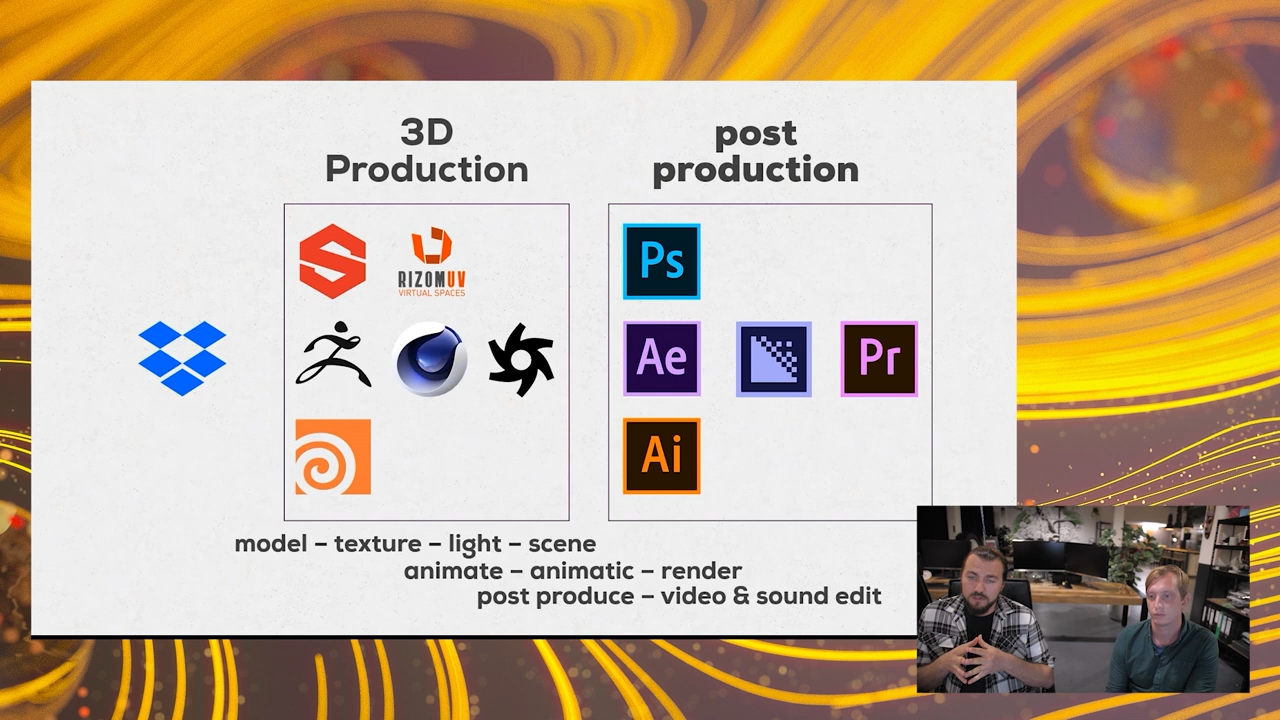 3D
Production
post
production
RIZOMUV
VIRTUAL SPACES
Ps
Ae
Pr
Ai
model – texture – light – scene
animate – animatic – render
post produce – video & sound edit